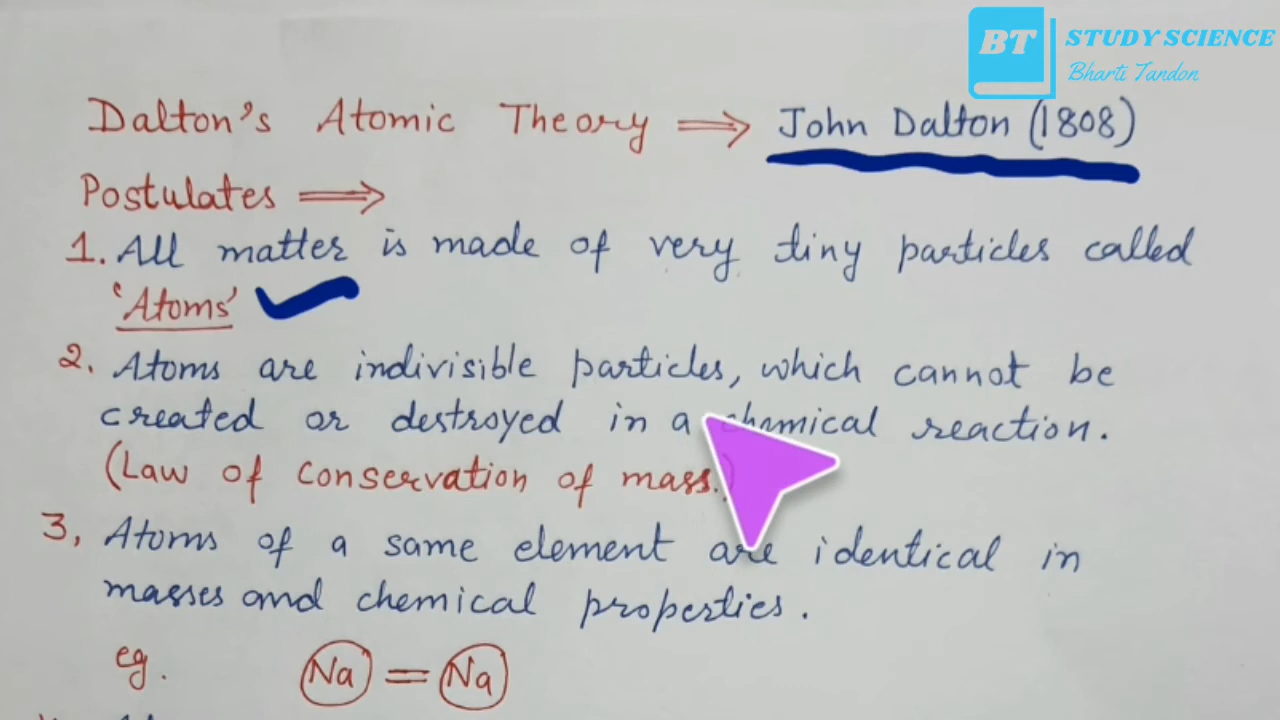 BT STUDY SCIENCE
Bharti Tandon
Dalton's Atomic Theory ⟹ John Dalton (1808)
Postulates ⟹
1. All matter is made of very tiny particles called
'Atoms'
2. Atoms are indivisible particles, which cannot be
created or destroyed in a chemical reaction.
(Law of conservation of mass.)
3, Atoms of a same element are identical in
masses and chemical properties.
eg. Na = Na